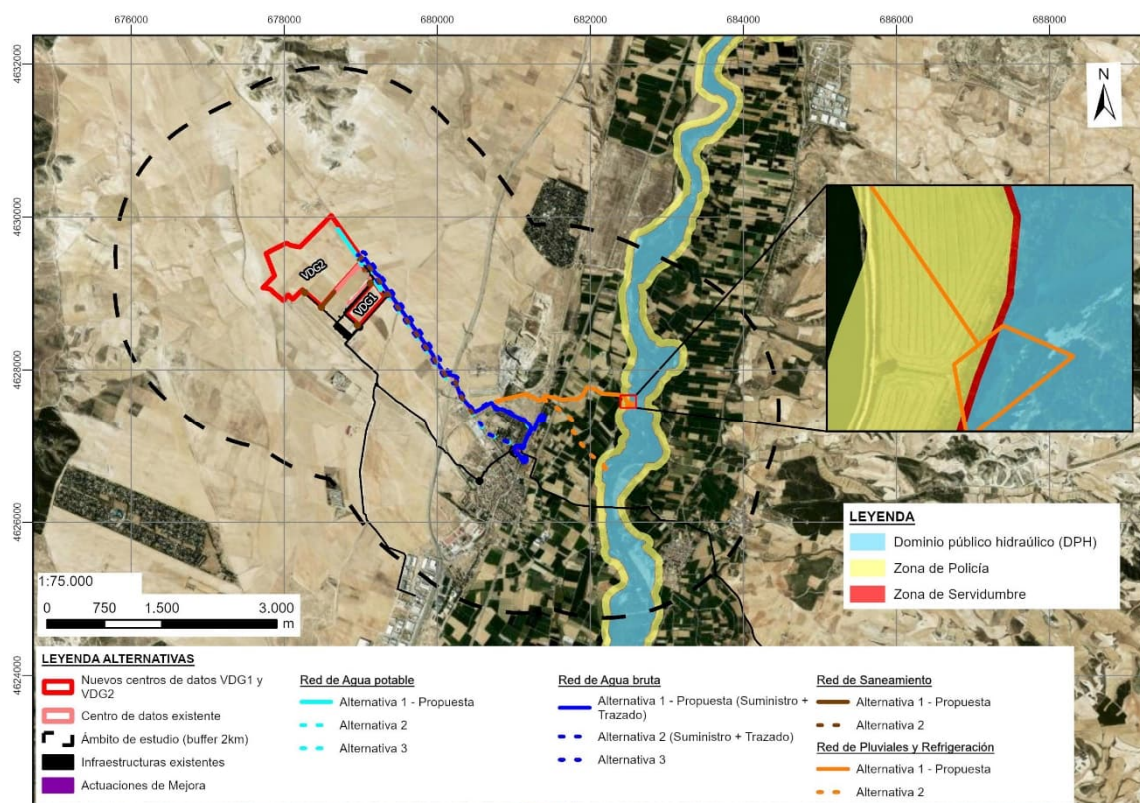 676000
678000
680000
682000
684000
686000
688000
4632000
N
4630000
VDG2
VDG1
4628000
4626000
4624000
LEYENDA
Dominio público hidraúlico (DPH)
Zona de Policía
Zona de Servidumbre
1:75.000
0 750 1.500 3.000
m
LEYENDA ALTERNATIVAS
Nuevos centros de datos VDG1 y
VDG2
Centro de datos existente
Ámbito de estudio (buffer 2km)
Infraestructuras existentes
Actuaciones de Mejora
Red de Agua potable
Alternativa 1 - Propuesta
Alternativa 2
Alternativa 3
Red de Agua bruta
Alternativa 1 - Propuesta (Suministro +
Trazado)
Alternativa 2 (Suministro + Trazado)
Alternativa 3
Red de Saneamiento
Alternativa 1 - Propuesta
Alternativa 2
Red de Pluviales y Refrigeración
Alternativa 1 - Propuesta
Alternativa 2